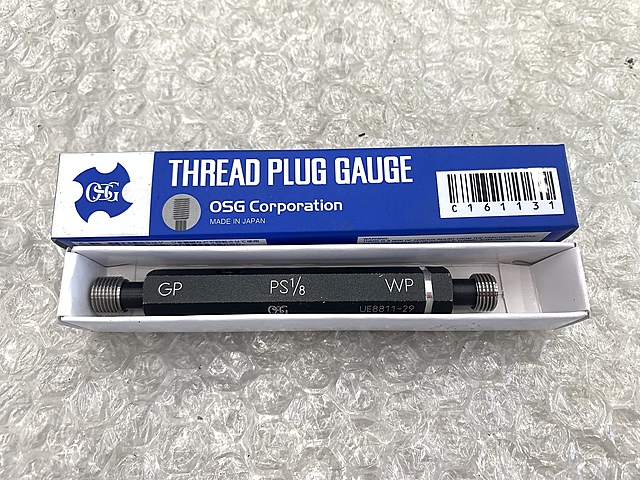 OSG
THREAD PLUG GAUGE
OSG Corporation
MADE IN JAPAN
C161131
GP
PS1/8
WP
OSG
UE8811-29